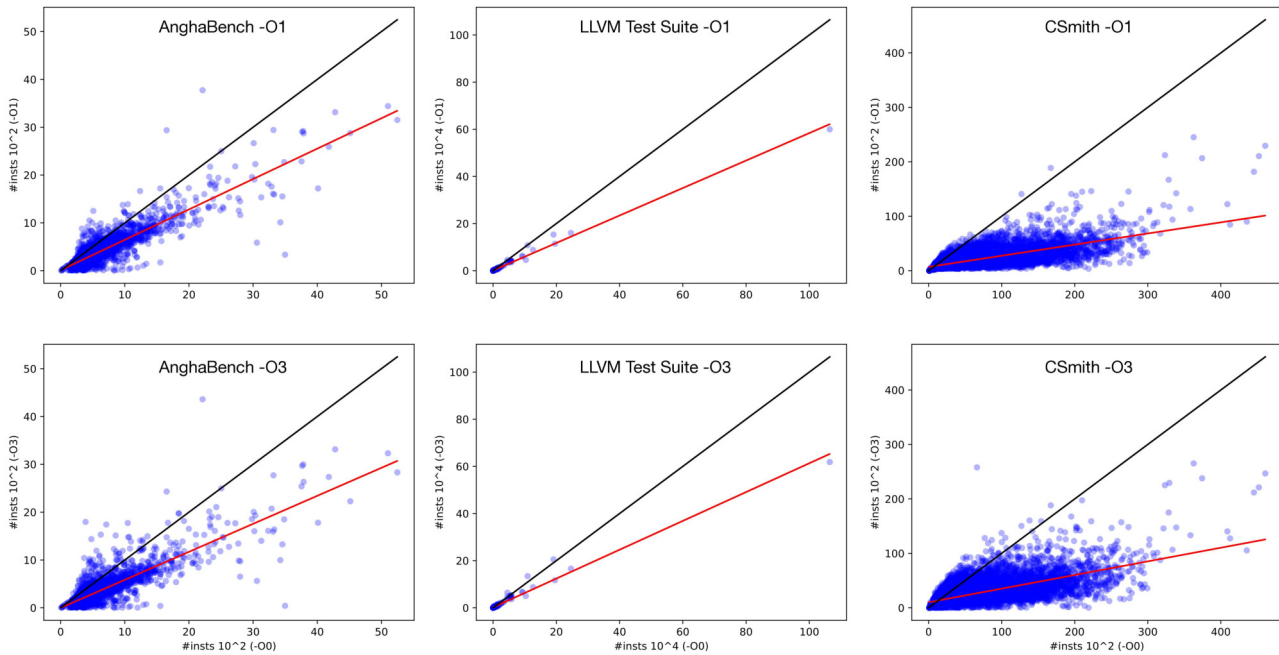 AnghaBench -O1
50
40
30
20
10
0
#insts 10^2 (-O1)
0 10 20 30 40 50
LLVM Test Suite -O1
100
80
60
40
20
0
#insts 10^4 (-O1)
0 20 40 60 80 100
CSmith -O1
400
300
200
100
0
#insts 10^2 (-O1)
0 100 200 300 400
AnghaBench -O3
50
40
30
20
10
0
#insts 10^2 (-O3)
0 10 20 30 40 50
#insts 10^2 (-O0)
LLVM Test Suite -O3
100
80
60
40
20
0
#insts 10^4 (-O3)
0 20 40 60 80 100
#insts 10^4 (-O0)
CSmith -O3
400
300
200
100
0
#insts 10^2 (-O3)
0 100 200 300 400
#insts 10^2 (-O0)